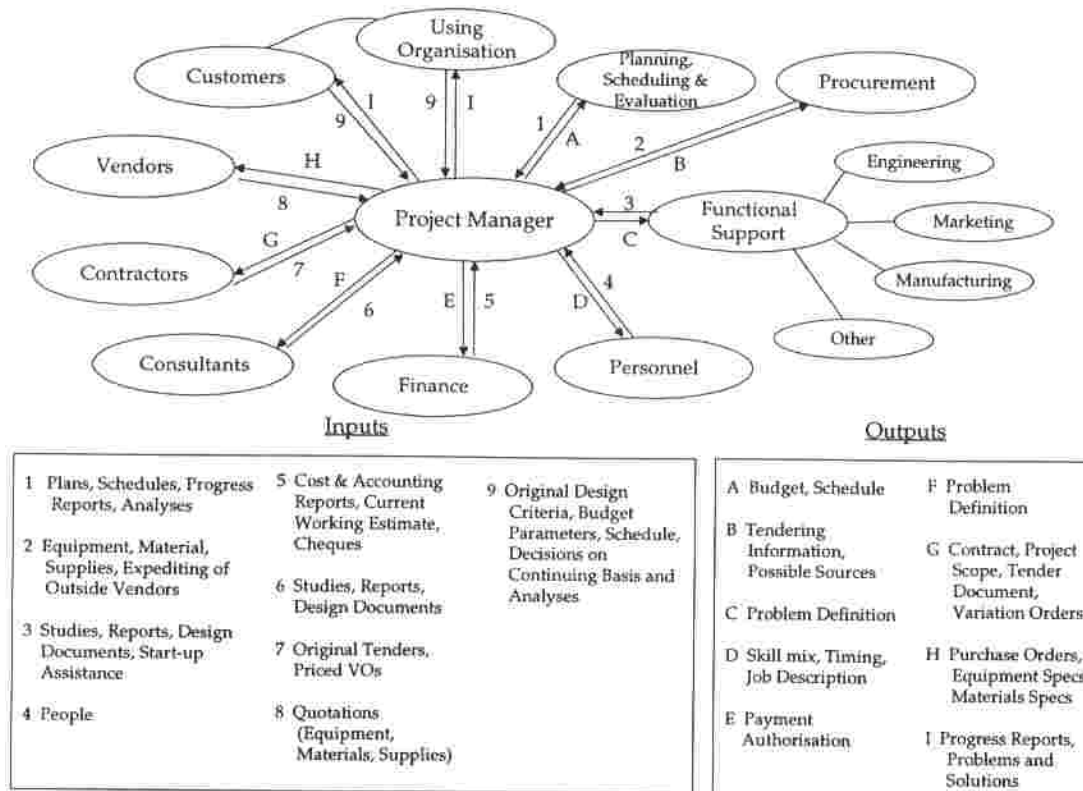 Using
Organisation
Customers
Planning,
Scheduling &
Evaluation
Procurement
I
9
9
I
1
A
2
B
Vendors
H
8
Engineering
Project Manager
3
C
Functional
Support
Marketing
G
7
Contractors
F
6
E
5
4
D
Manufacturing
Other
Consultants
Finance
Personnel
Inputs
1 Plans, Schedules, Progress
Reports, Analyses
2 Equipment, Material,
Supplies, Expediting of
Outside Vendors
3 Studies, Reports, Design
Documents, Start-up
Assistance
4 People
5 Cost & Accounting
Reports, Current
Working Estimate,
Cheques
6 Studies, Reports,
Design Documents
7 Original Tenders,
Priced VOs
8 Quotations
(Equipment,
Materials, Supplies)
9 Original Design
Criteria, Budget
Parameters, Schedule,
Decisions on
Continuing Basis and
Analyses
Outputs
A Budget, Schedule
B Tendering
Information,
Possible Sources
C Problem Definition
D Skill mix, Timing,
Job Description
E Payment
Authorisation
F Problem
Definition
G Contract, Project
Scope, Tender
Document,
Variation Orders
H Purchase Orders,
Equipment Specs
Materials Specs
I Progress Reports,
Problems and
Solutions